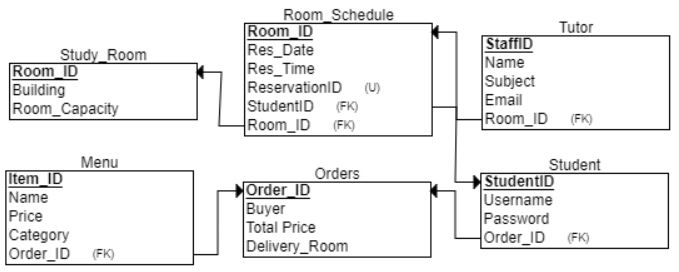 Study_Room
Room_ID
Building
Room_Capacity
Room_Schedule
Room_ID
Res_Date
Res_Time
ReservationID (U)
StudentID (FK)
Room_ID (FK)
Tutor
StaffID
Name
Subject
Email
Room_ID (FK)
Menu
Item_ID
Name
Price
Category
Order_ID (FK)
Orders
Order_ID
Buyer
Total Price
Delivery_Room
Student
StudentID
Username
Password
Order_ID (FK)